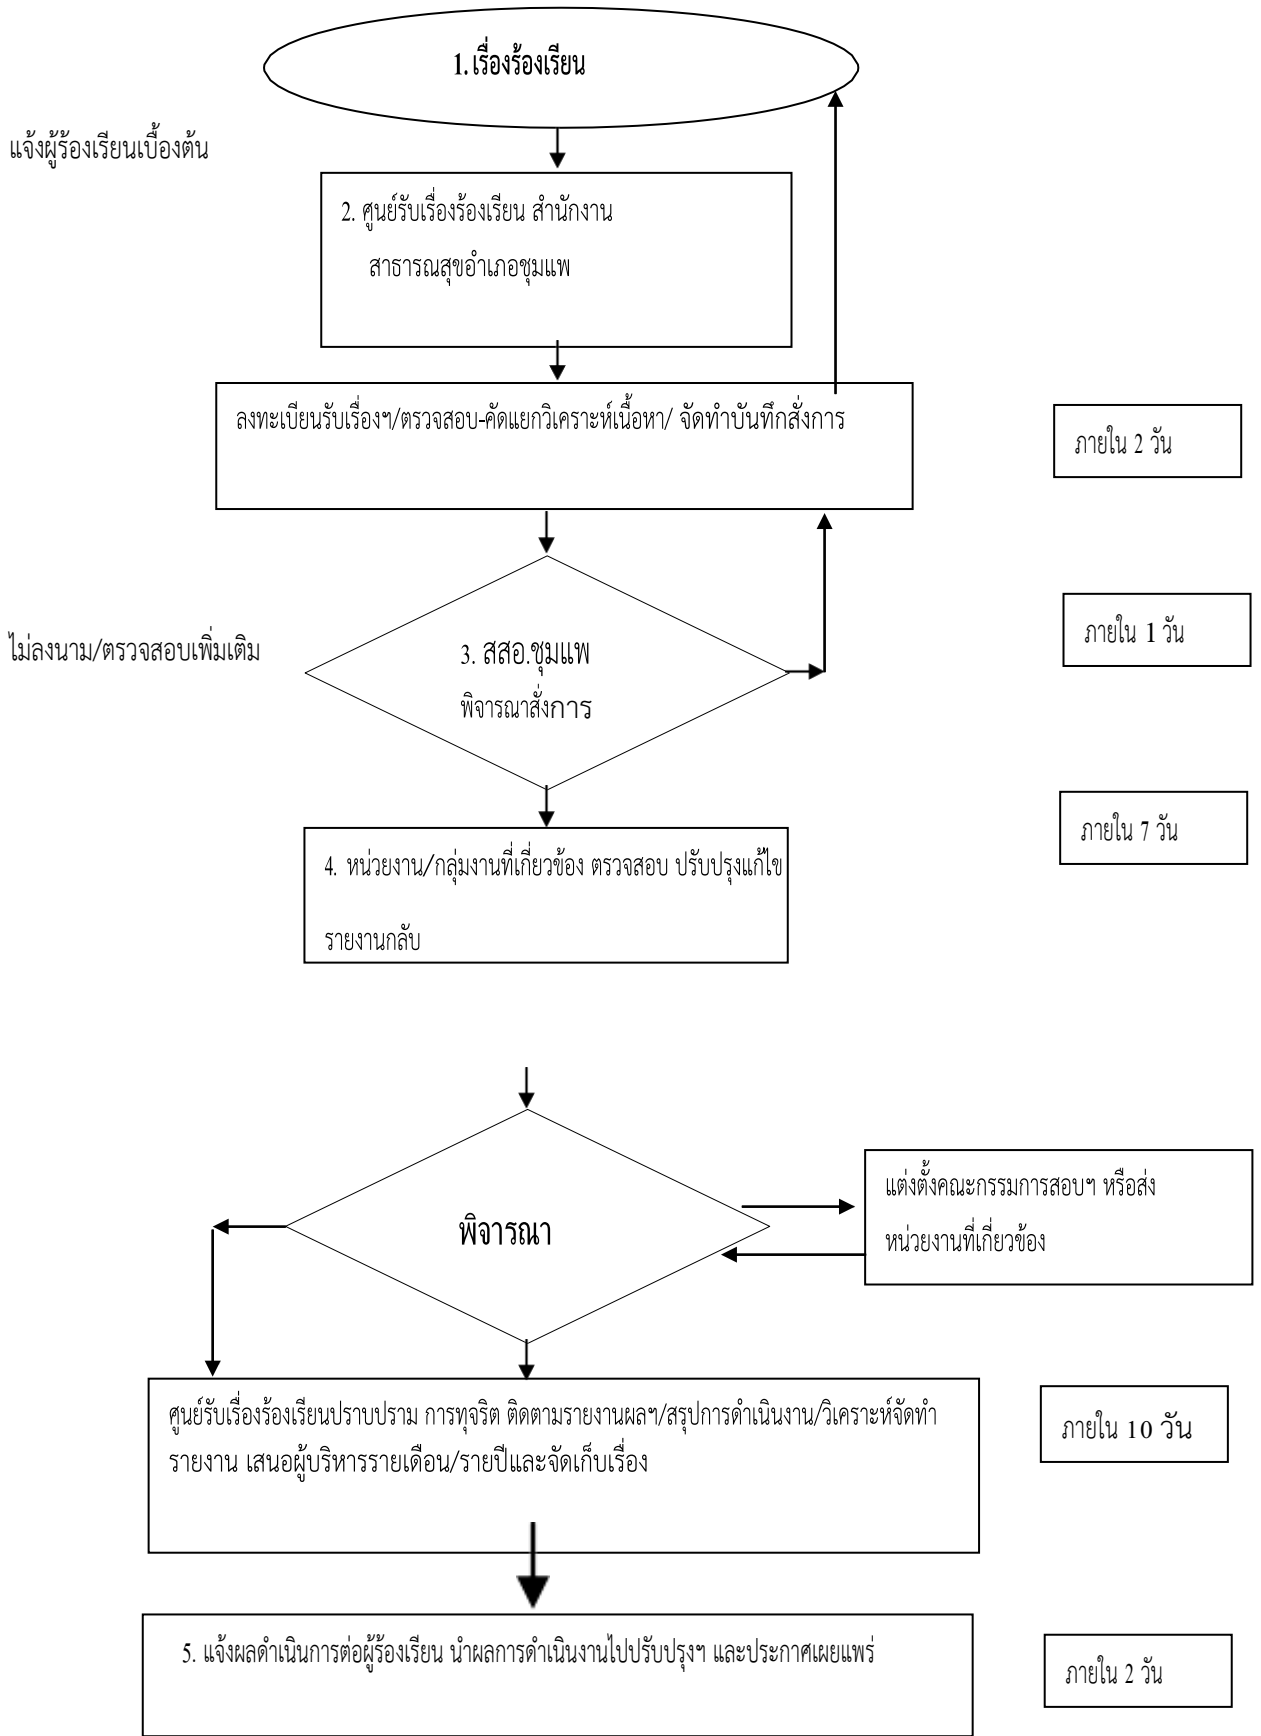 1. เรื่องร้องเรียน
แจ้งผู้ร้องเรียนเบื้องต้น
2. ศูนย์รับเรื่องร้องเรียน สำนักงาน
สาธารณสุขอำเภอชุมแพ
ลงทะเบียนรับเรื่องฯ/ตรวจสอบ-คัดแยกวิเคราะห์เนื้อหา/ จัดทำบันทึกสั่งการ
ภายใน 2 วัน
ไม่ลงนาม/ตรวจสอบเพิ่มเติม
3. สสอ.ชุมแพ
พิจารณาสั่งการ
ภายใน 1 วัน
ภายใน 7 วัน
4. หน่วยงาน/กลุ่มงานที่เกี่ยวข้อง ตรวจสอบ ปรับปรุงแก้ไข
รายงานกลับ
พิจารณา
แต่งตั้งคณะกรรมการสอบฯ หรือส่ง
หน่วยงานที่เกี่ยวข้อง
ศูนย์รับเรื่องร้องเรียนปราบปราม การทุจริต ติดตามรายงานผลฯ/สรุปการดำเนินงาน/วิเคราะห์จัดทำ
รายงาน เสนอผู้บริหารรายเดือน/รายปีและจัดเก็บเรื่อง
ภายใน 10 วัน
5. แจ้งผลดำเนินการต่อผู้ร้องเรียน นำผลการดำเนินงานไปปรับปรุงฯ และประกาศเผยแพร่
ภายใน 2 วัน